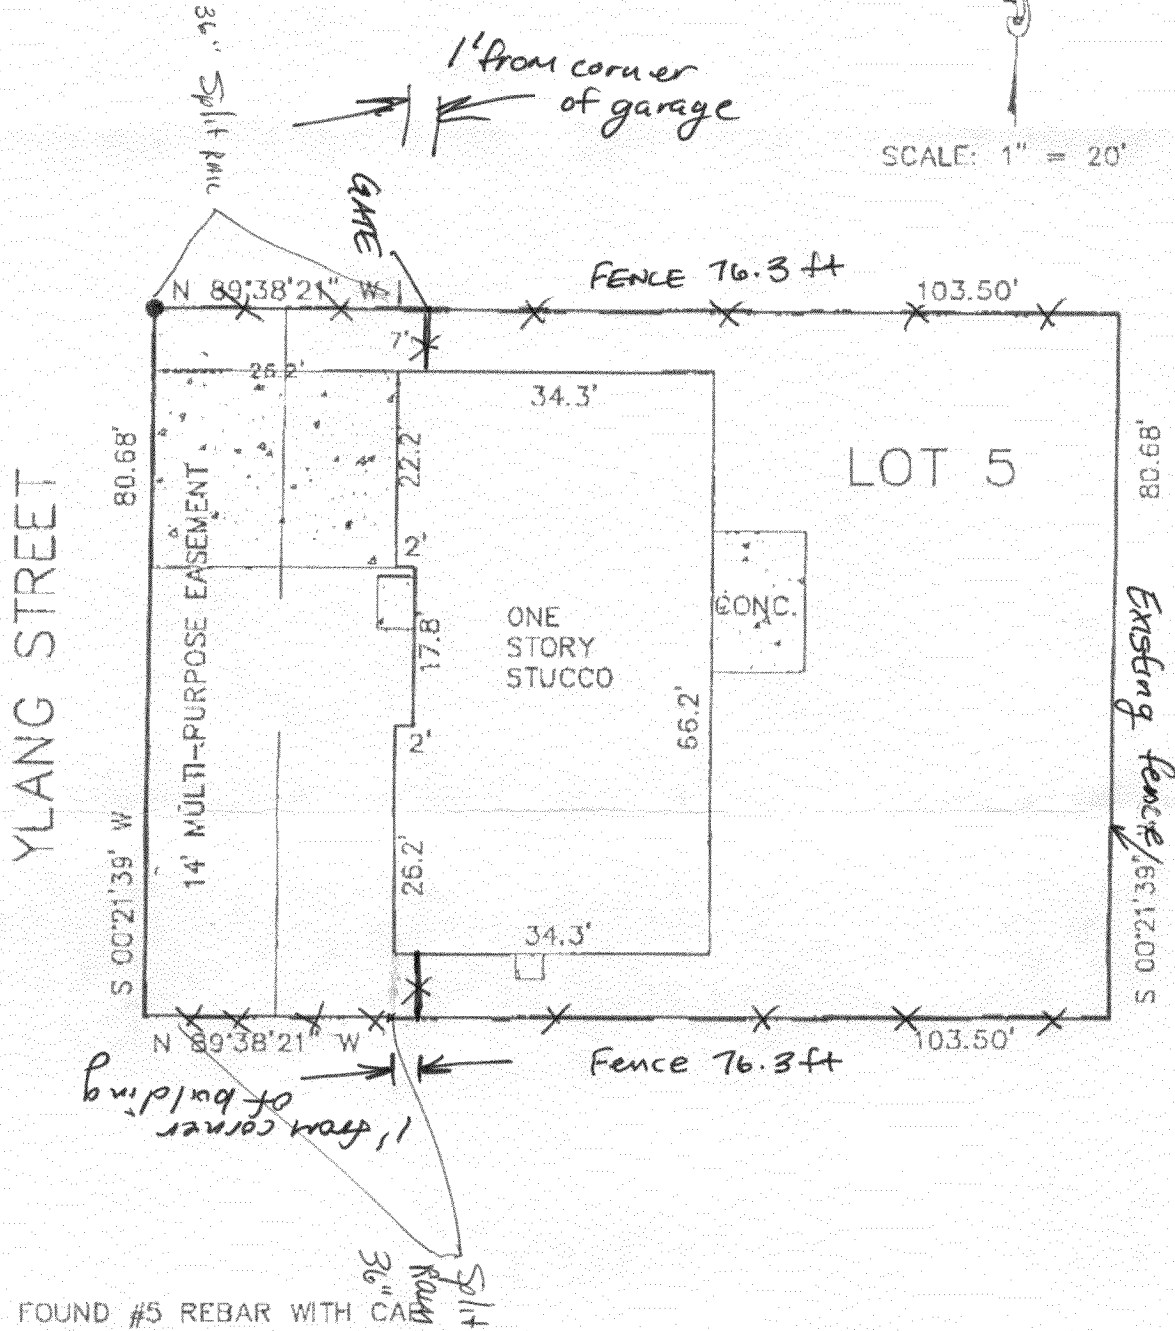 36" Split RAIL
1' from corner
of garage
SCALE: 1" = 20'
GATE
FENCE 76.3 ft
N 89°38'21" W
103.50'
7'
26.2'
34.3'
22.2
80.68'
80.68'
LOT 5
YLANG STREET
14' MULTI-PURPOSE EASEMENT
2'
ONE
STORY
STUCCO
CONC.
17.8'
Existing fence
66.2'
2'
26.2'
S 00°21'39" W
S 00°21'39"
34.3'
N 89°38'21" W
103.50'
Fence 76.3 ft
1' from corner
of building
36"
Split
FOUND #5 REBAR WITH CAP